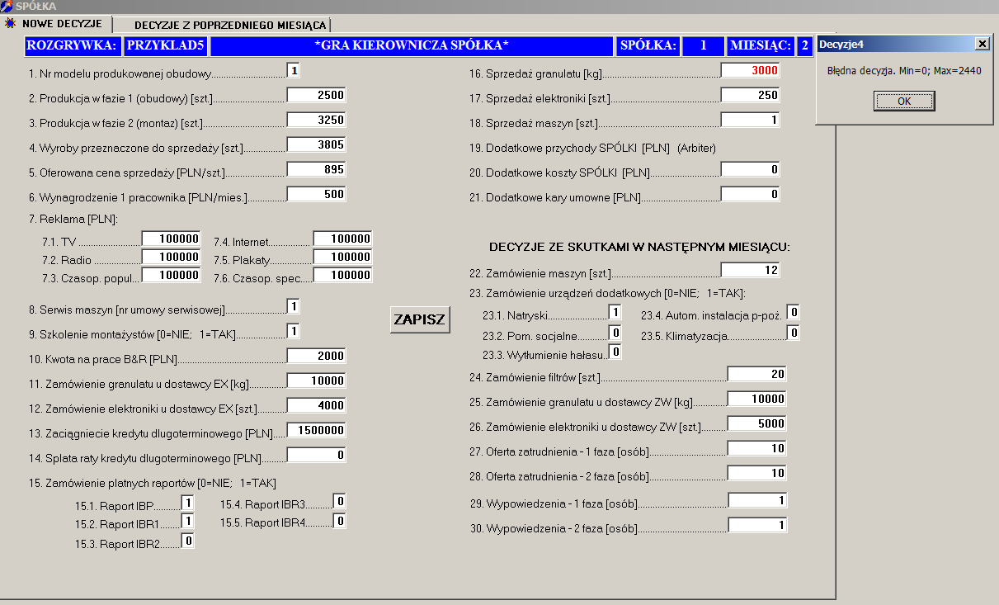 SPÓŁKA
NOWE DECYZJE DECYZJE Z POPRZEDNIEGO MIESIĄCA
ROZGRYWKA: PRZYKLAD5 *GRA KIEROWNICZA SPÓŁKA* SPÓŁKA: 1 MIESIĄC: 2
1. Nr modelu produkowanej obudowy 1
2. Produkcja w fazie 1 (obudowy) [szt.] 2500
3. Produkcja w fazie 2 (montaz) [szt.] 3250
4. Wyroby przeznaczone do sprzedaży [szt.] 3805
5. Oferowana cena sprzedaży [PLN/szt.] 895
6. Wynagrodzenie 1 pracownika [PLN/mies.] 500
7. Reklama [PLN]:
7.1. TV 100000 7.4. Internet 100000
7.2. Radio 100000 7.5. Plakaty 100000
7.3. Czasop. popul... 100000 7.6. Czasop. spec.... 100000
8. Serwis maszyn [nr umowy serwisowej] 1
9. Szkolenie montażystów [0=NIE; 1=TAK] 1
10. Kwota na prace B&R [PLN] 2000
11. Zamówienie granulatu u dostawcy EX [kg] 10000
12. Zamówienie elektroniki u dostawcy EX [szt.] 4000
13. Zaciągniecie kredytu dlugoterminowego [PLN] 1500000
14. Splata raty kredytu dlugoterminowego [PLN] 0
15. Zamówienie platnych raportów [0=NIE; 1=TAK]
15.1. Raport IBP 1 15.4. Raport IBR3 0
15.2. Raport IBR1 1 15.5. Raport IBR4 0
15.3. Raport IBR2 0
ZAPISZ
16. Sprzedaż granulatu [kg] 3000
17. Sprzedaż elektroniki [szt.] 250
18. Sprzedaż maszyn [szt.] 1
19. Dodatkowe przychody SPÓLKI [PLN] (Arbiter)
20. Dodatkowe koszty SPÓLKI [PLN] 0
21. Dodatkowe kary umowne [PLN] 0
DECYZJE ZE SKUTKAMI W NASTĘPNYM MIESIĄCU:
22. Zamówienie maszyn [szt.] 12
23. Zamówienie urządzeń dodatkowych [0=NIE; 1=TAK]:
23.1. Natryski 1 23.4. Autom. instalacja p-poż. 0
23.2. Pom. socjalne 0 23.5. Klimatyzacja 0
23.3. Wytłumienie hałasu.. 0
24. Zamówienie filtrów [szt.] 20
25. Zamówienie granulatu u dostawcy ZW [kg] 10000
26. Zamówienie elektroniki u dostawcy ZW [szt.] 5000
27. Oferta zatrudnienia - 1 faza [osób] 10
28. Oferta zatrudnienia - 2 faza [osób] 10
29. Wypowiedzenia - 1 faza [osób] 1
30. Wypowiedzenia - 2 faza [osób] 1
Decyzje4
Błędna decyzja. Min=0; Max=2440
OK